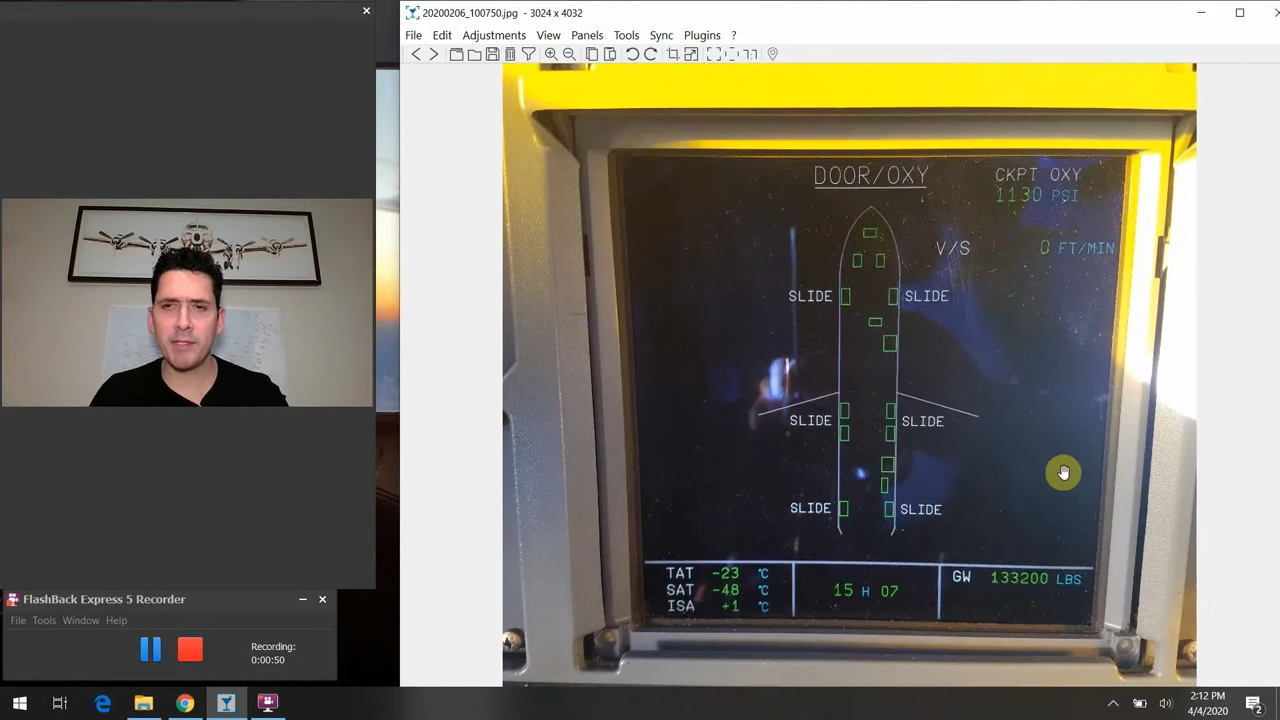 20200206_100750.jpg - 3024 x 4032
File Edit Adjustments View Panels Tools Sync Plugins ?
DOOR/OXY
CKPT OXY
1130 PSI
V/S 0 FT/MIN
SLIDE SLIDE
SLIDE SLIDE
SLIDE SLIDE
TAT -23 °C
SAT -48 °C
ISA +1 °C
15 H 07
GW 133200 LBS
FlashBack Express 5 Recorder
File Tools Window Help
Recording:
0:00:50
2:12 PM
4/4/2020
2